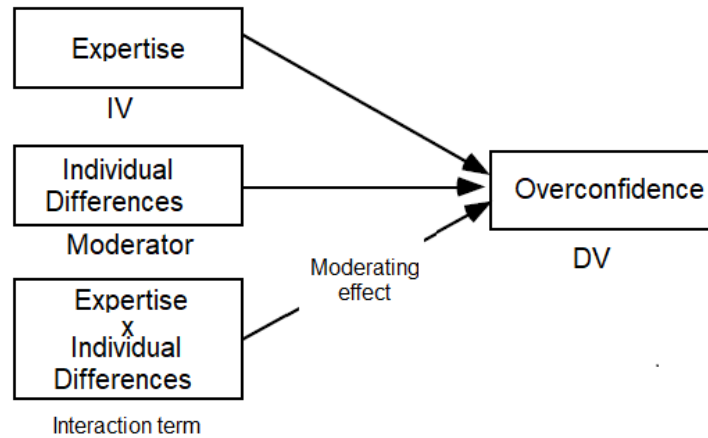 Expertise
IV
Individual
Differences
Moderator
Expertise
x
Individual
Differences
Interaction term
Moderating
effect
Overconfidence
DV